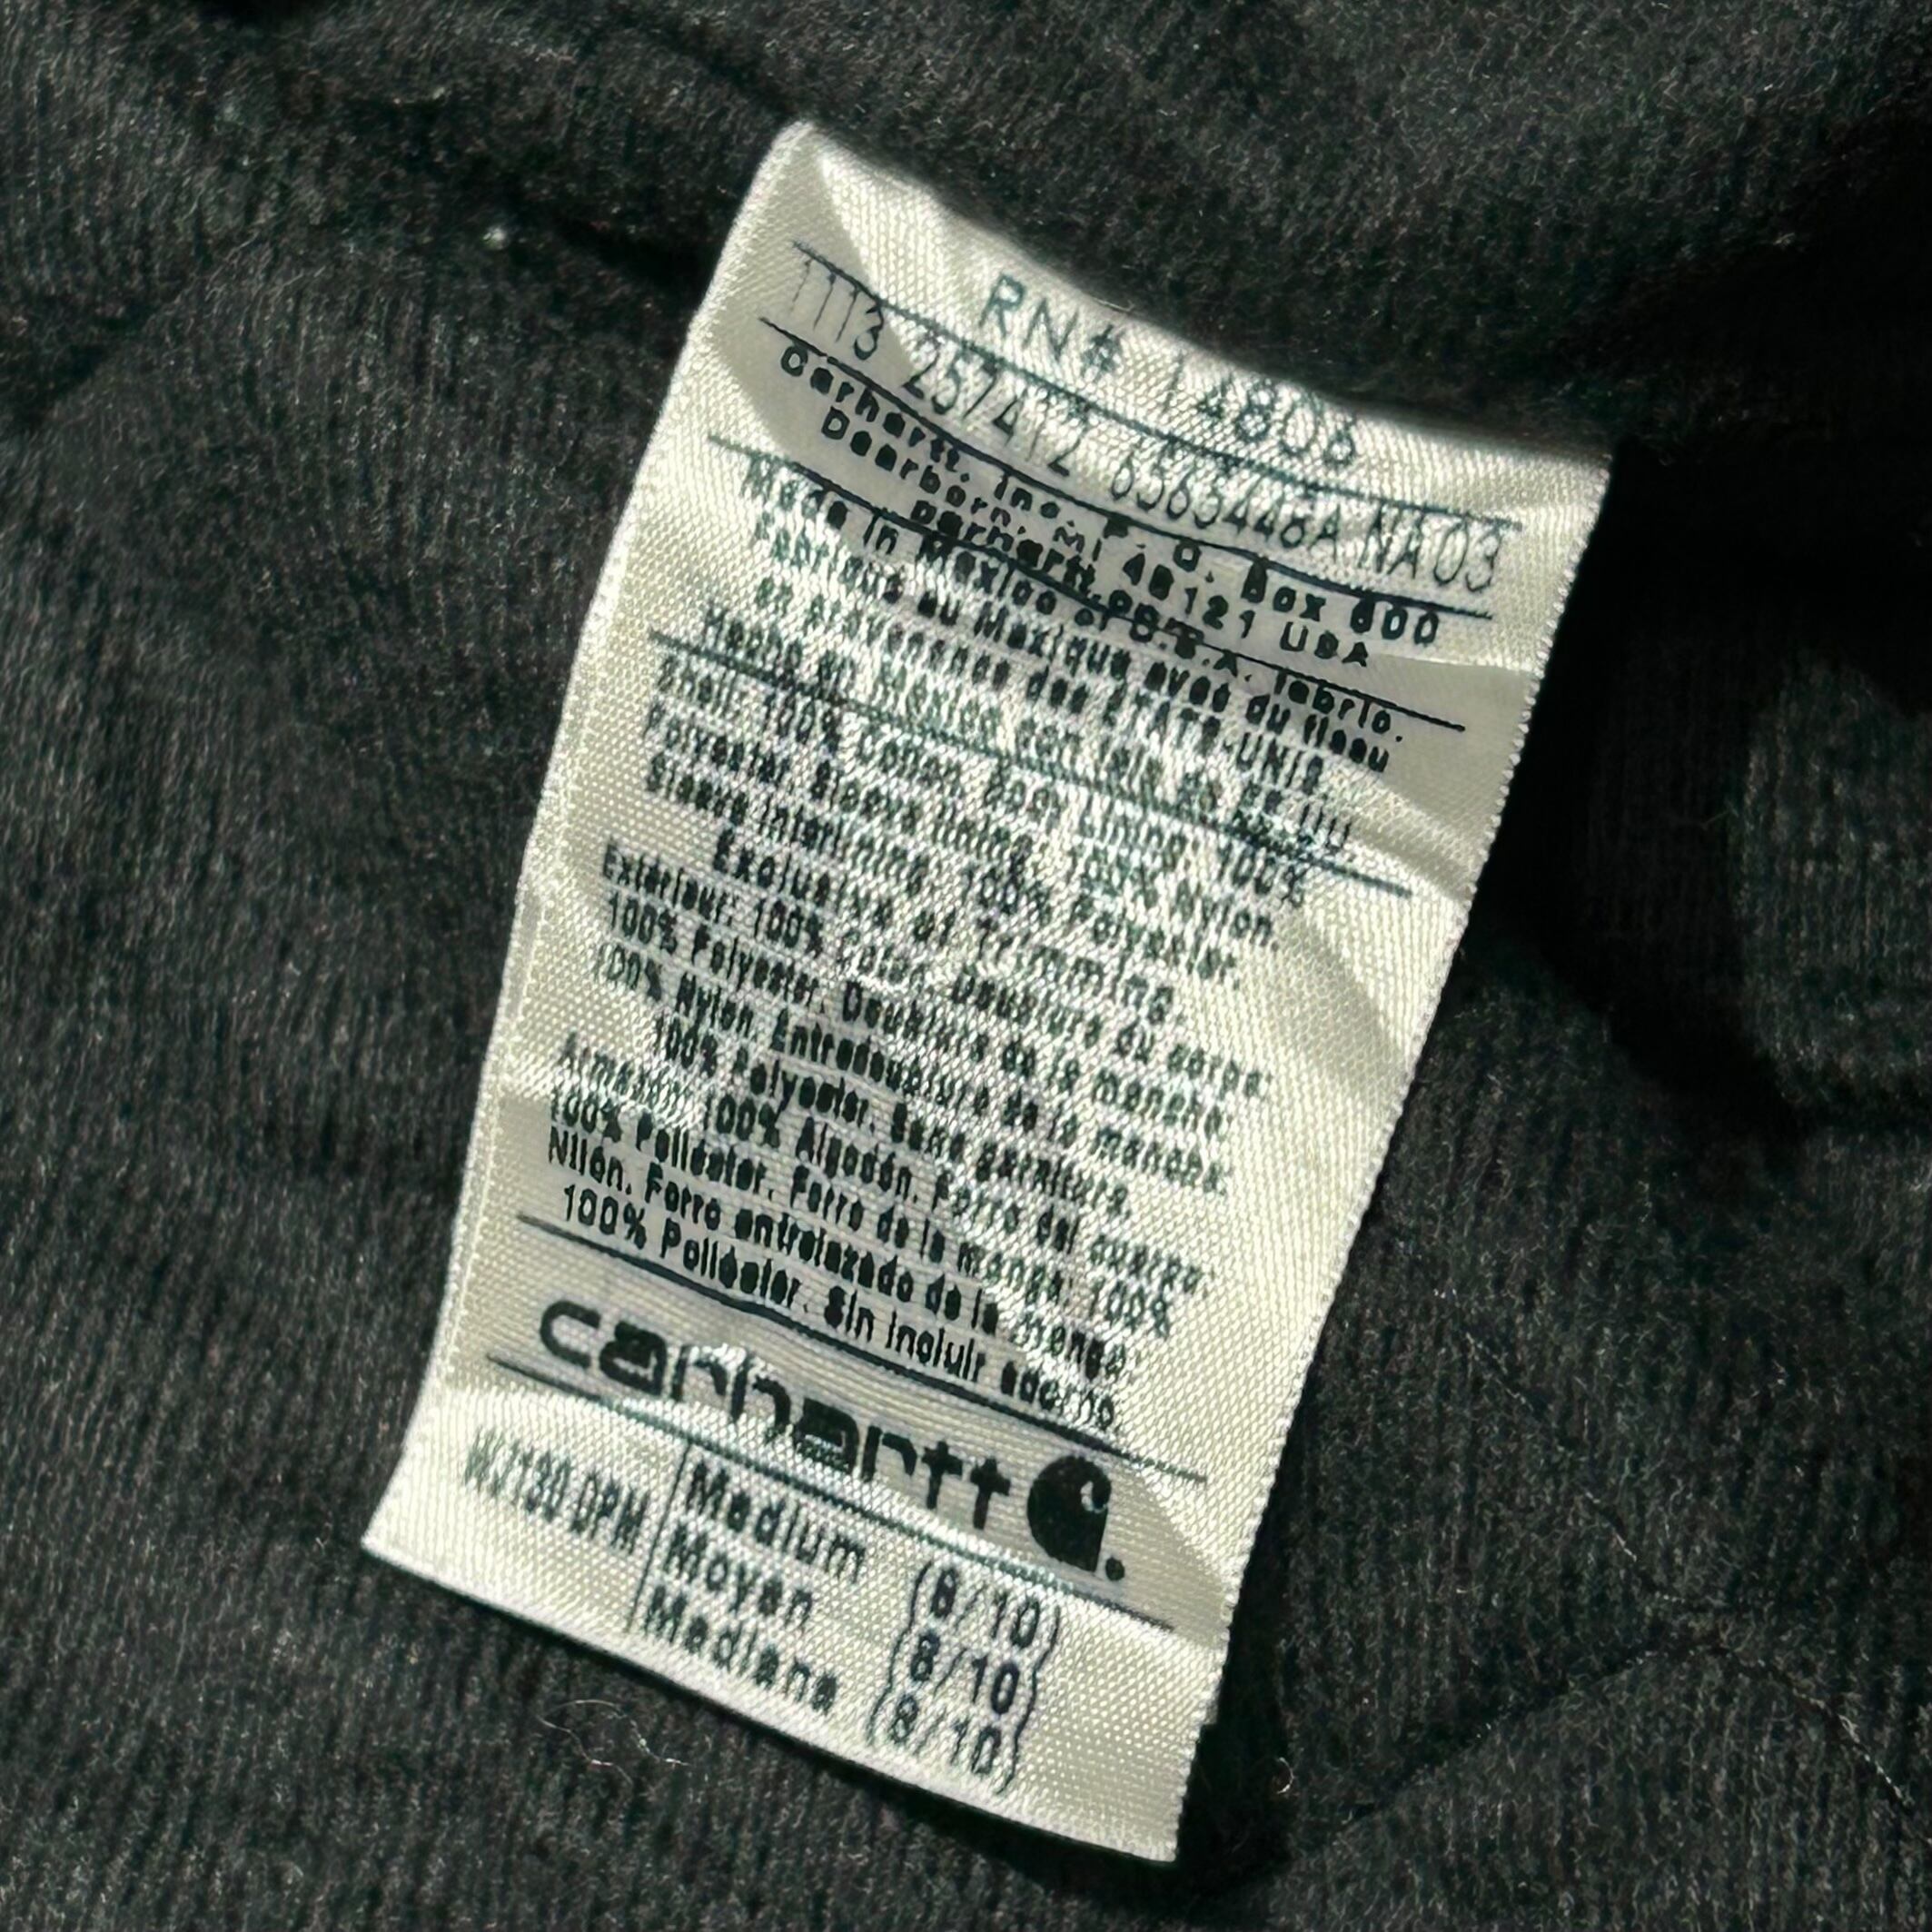 RN# 14806
1113 257412 6563448A NA 03
Carhartt, Inc. P. O. Box 600
Dearborn, MI 48121 USA
carhartt.com
Made in Mexico of U.S.A. fabric.
Fabriqué au Mexique avec du tissu
en provenance des ÉTATS-UNIS
Hecho en México con tela de EE.UU.
Shell: 100% Cotton. Body Lining: 100%
Polyester. Sleeve lining: 100% Nylon.
Sleeve Interlining: 100% Polyester.
Exclusive of Trimming
Extérieur: 100% Coton. Doublure du corps:
100% Polyester. Doublure de la manche:
100% Nylon. Entredoublure de la manche:
100% Polyester. Sans garniture.
Armazón: 100% Algodón. Forro del cuerpo:
100% Poliéster. Forro de la manga: 100%
Nilón. Forro entrelazado de la manga:
100% Poliéster. Sin incluir adorno
carhartt
WJ130 DPM
Medium (8/10)
Moyen (8/10)
Mediana (8/10)